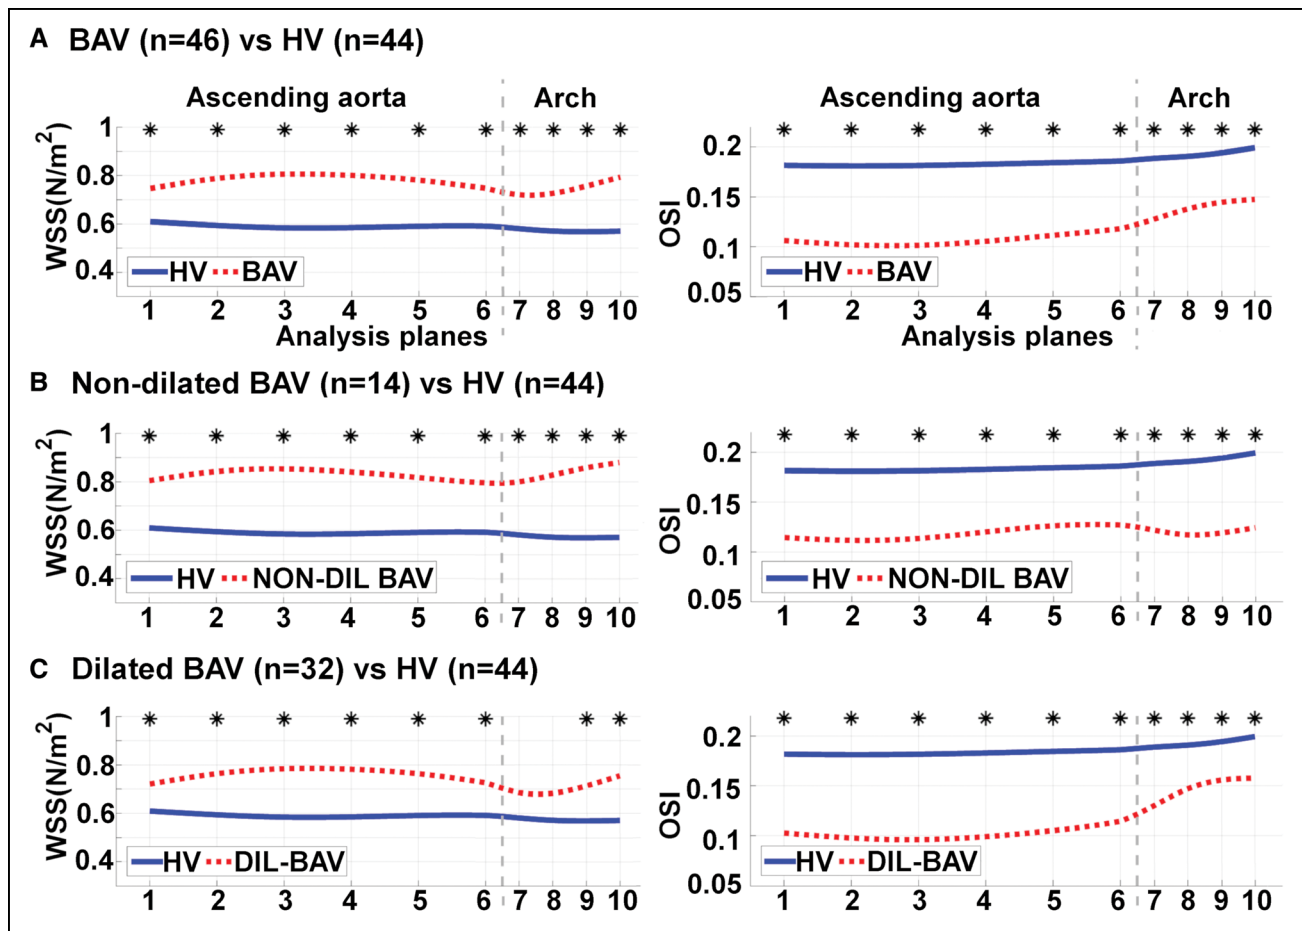 A BAV (n=46) vs HV (n=44)
Ascending aorta Arch
WSS(N/m2)
1
0.8
0.6
0.4
* * * * * * * * * *
HV BAV
1 2 3 4 5 6 7 8 9 10
Analysis planes
Ascending aorta Arch
OSI
0.2
0.15
0.1
0.05
* * * * * * * * * *
HV BAV
1 2 3 4 5 6 7 8 9 10
Analysis planes
B Non-dilated BAV (n=14) vs HV (n=44)
WSS(N/m2)
1
0.8
0.6
0.4
* * * * * * * * * *
HV NON-DIL BAV
1 2 3 4 5 6 7 8 9 10
OSI
0.2
0.15
0.1
0.05
* * * * * * * * * *
HV NON-DIL BAV
1 2 3 4 5 6 7 8 9 10
C Dilated BAV (n=32) vs HV (n=44)
WSS(N/m2)
1
0.8
0.6
0.4
* * * * * * * *
HV DIL-BAV
1 2 3 4 5 6 7 8 9 10
OSI
0.2
0.15
0.1
0.05
* * * * * * * * * *
HV DIL-BAV
1 2 3 4 5 6 7 8 9 10